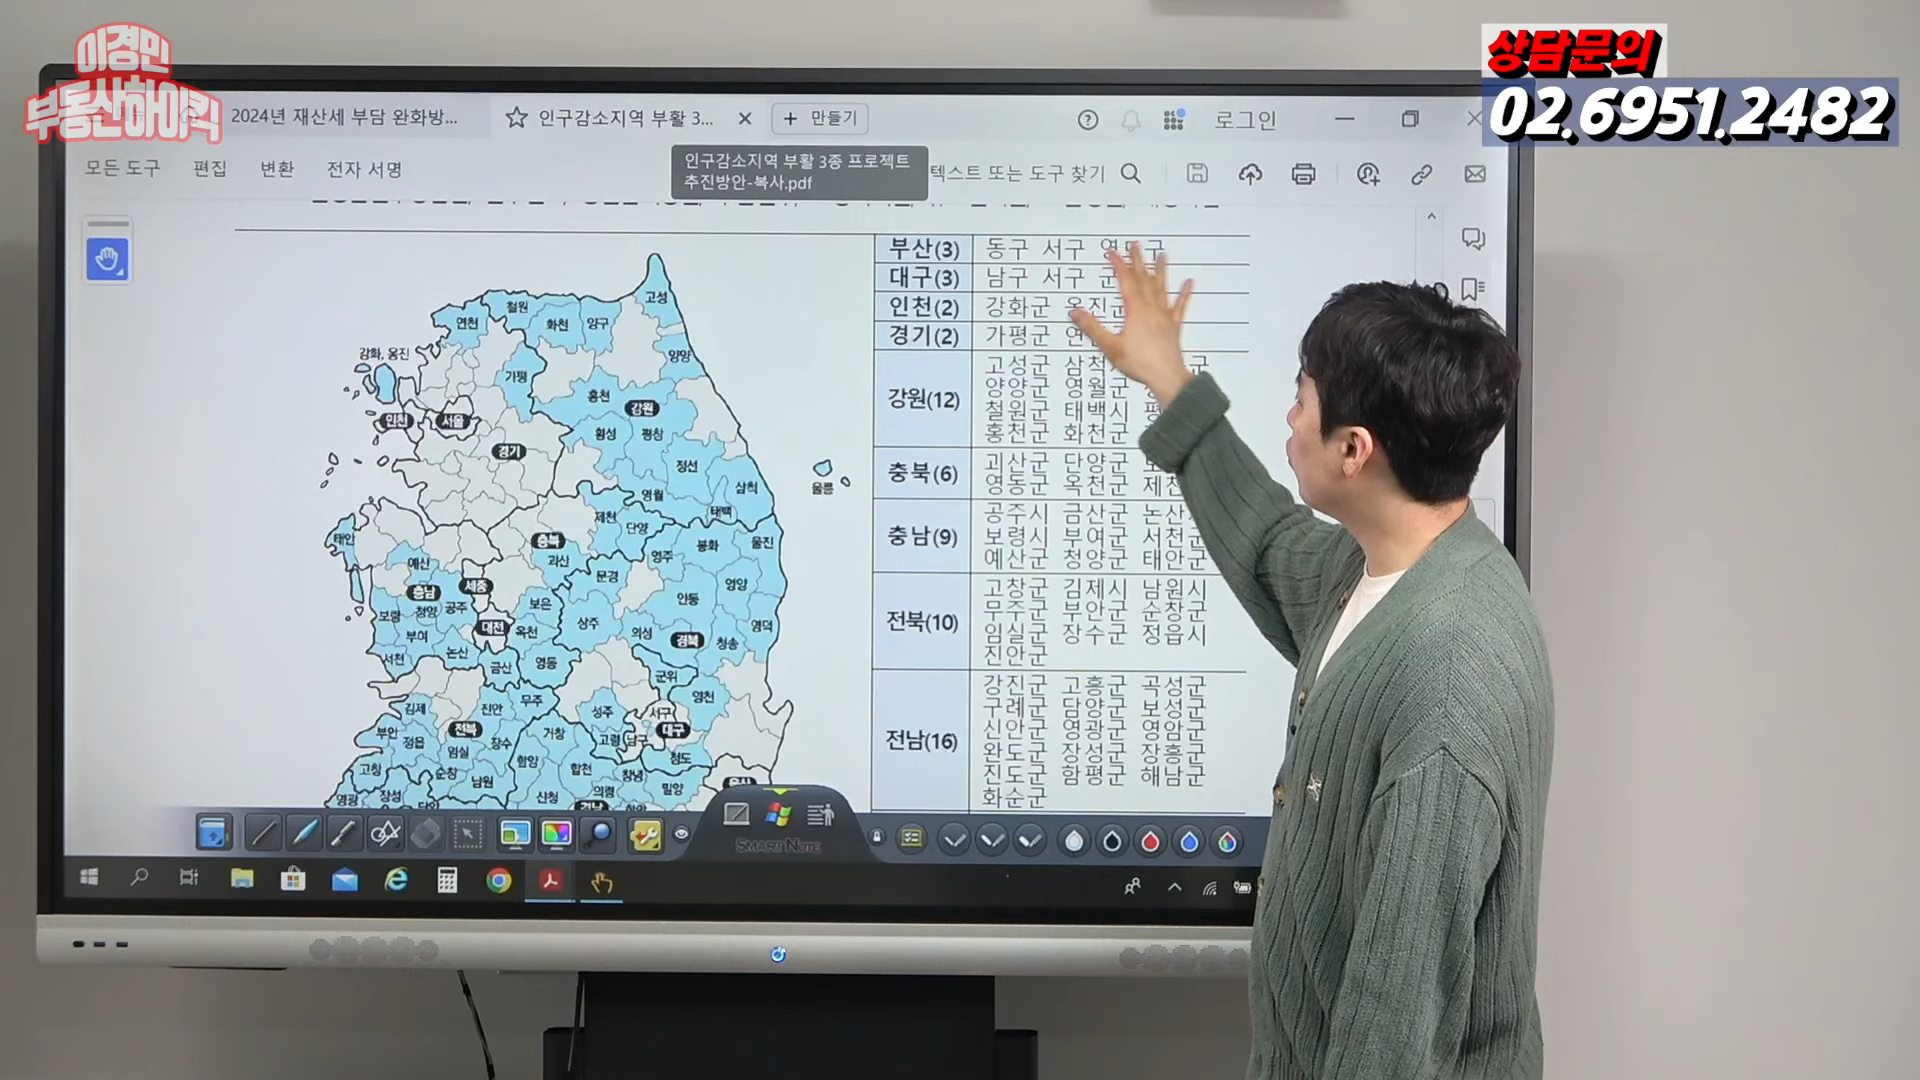 이경민
부동산하이킥
상담문의
02.6951.2482
2024년 재산세 부담 완화방...
인구감소지역 부활 3...
만들기
로그인
모든 도구
편집
변환
전자 서명
인구감소지역 부활 3종 프로젝트
추진방안-복사.pdf
텍스트 또는 도구 찾기
부산(3)
동구 서구 영도구
대구(3)
남구 서구 군
인천(2)
강화군 옹진군
경기(2)
가평군 연
강원(12)
고성군 삼척 군
양양군 영월군
철원군 태백시 평
홍천군 화천군
충북(6)
괴산군 단양군 보
영동군 옥천군 제천
충남(9)
공주시 금산군 논산
보령시 부여군 서천군
예산군 청양군 태안군
전북(10)
고창군 김제시 남원시
무주군 부안군 순창군
임실군 장수군 정읍시
진안군
전남(16)
강진군 고흥군 곡성군
구례군 담양군 보성군
신안군 영광군 영암군
완도군 장성군 장흥군
진도군 함평군 해남군
화순군
고성
철원
연천
화천
양구
강화, 옹진
양양
가평
홍천
강원
인천
서울
횡성
평창
경기
정선
삼척
울릉
영월
태백
제천
단양
태안
충북
봉화
울진
영주
괴산
예산
문경
세종
영양
충남
청양
공주
보은
안동
보령
상주
대전
옥천
의성
경북
영덕
부여
청송
논산
서천
금산
영동
군위
영천
무주
김제
진안
성주
서구
부안
전북
거창
대구
정읍
임실
장수
고령
남구
청도
고창
순창
남원
함양
합천
창녕
밀양
영광
장성
산청
의령
SMART NOTE